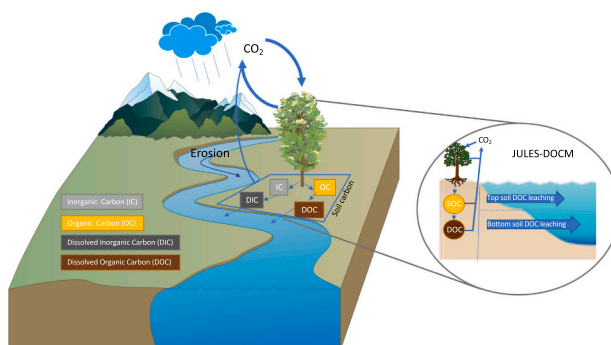 CO2
Erosion
IC
OC
DIC
DOC
Soil carbon
Inorganic Carbon (IC)
Organic Carbon (OC)
Dissolved Inorganic Carbon (DIC)
Dissolved Organic Carbon (DOC)
CO2
JULES-DOCM
SOC
DOC
Top soil DOC leaching
Bottom soil DOC leaching